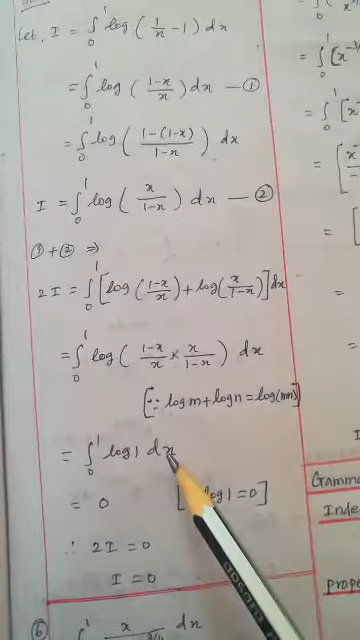 Let, I = ∫₀¹ log (1/x - 1) dx
= ∫₀¹ log (1-x/x) dx — ①
= ∫₀¹ log (1-(1-x)/1-x) dx
I = ∫₀¹ log (x/1-x) dx — ②
① + ② ⇒
2I = ∫₀¹ [log (1-x/x) + log (x/1-x)] dx
= ∫₀¹ log (1-x/x × x/1-x) dx
[∵ log m + log n = log (mn)]
= ∫₀¹ log 1 dx
= 0 [log 1 = 0]
∴ 2I = 0
I = 0
⑥
Gamma
Inde
prope